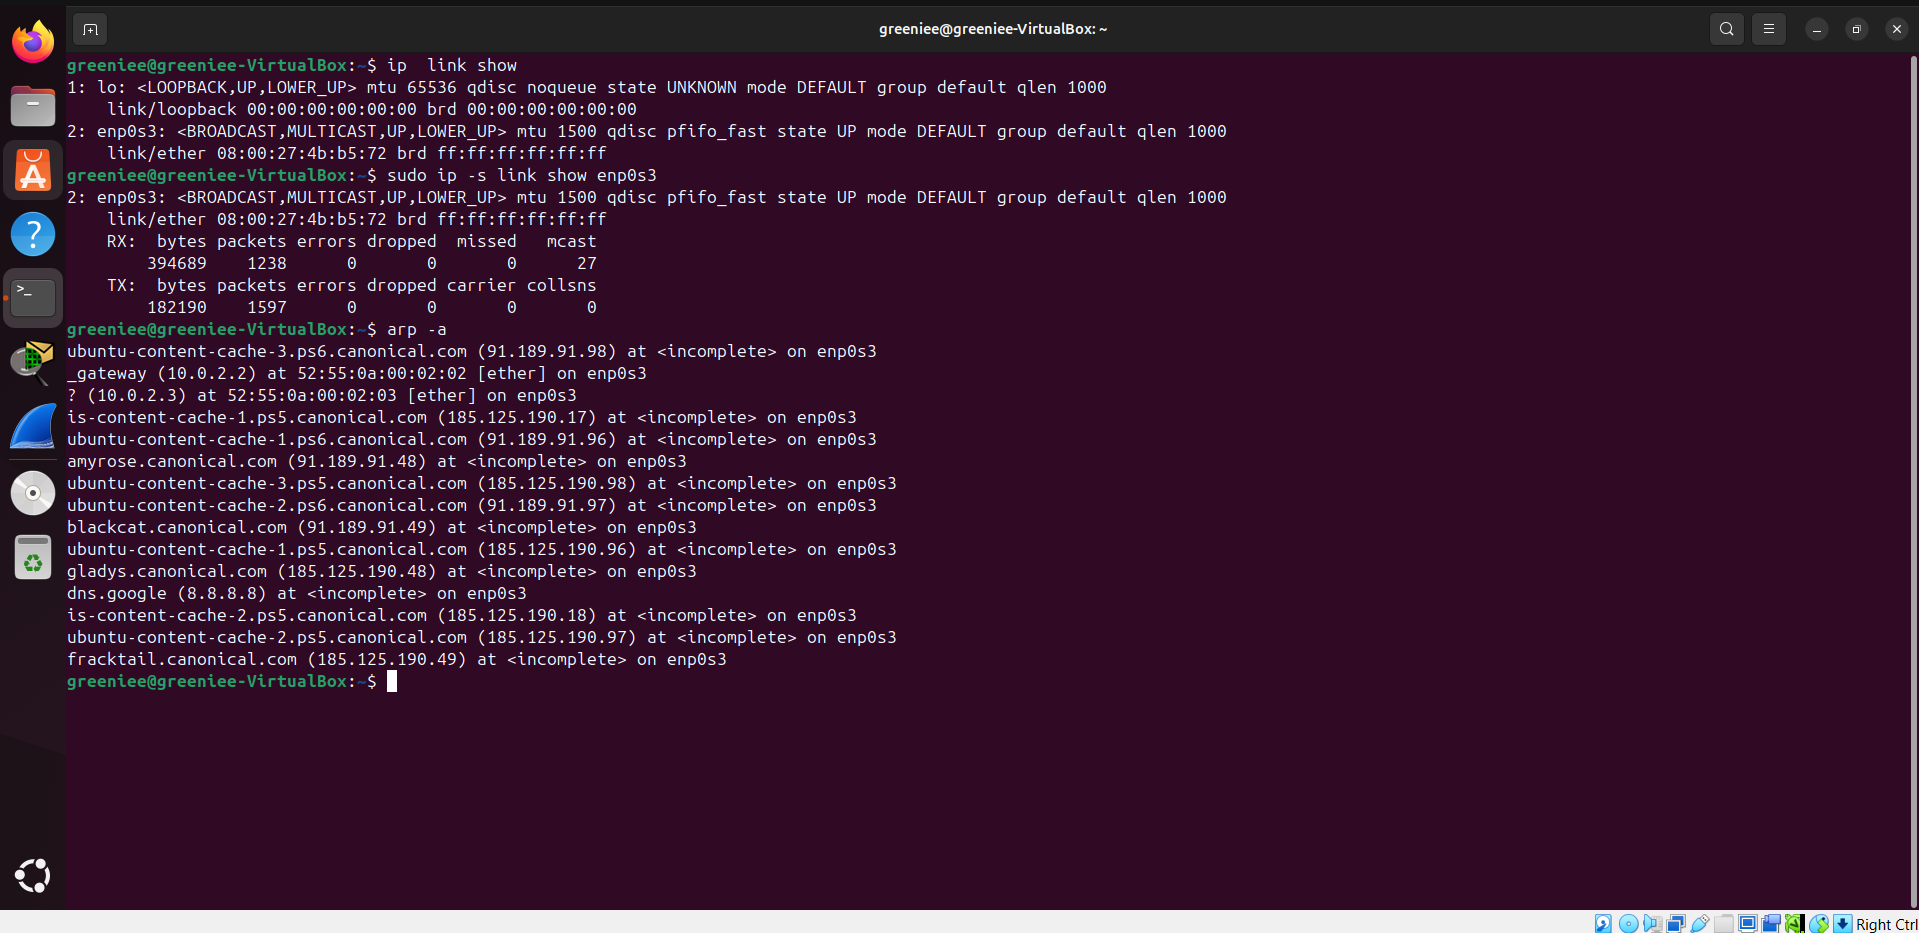 greeniee@greeniee-VirtualBox: ~
greeniee@greeniee-VirtualBox:~$ ip  link show
1: lo: <LOOPBACK,UP,LOWER_UP> mtu 65536 qdisc noqueue state UNKNOWN mode DEFAULT group default qlen 1000
    link/loopback 00:00:00:00:00:00 brd 00:00:00:00:00:00
2: enp0s3: <BROADCAST,MULTICAST,UP,LOWER_UP> mtu 1500 qdisc pfifo_fast state UP mode DEFAULT group default qlen 1000
    link/ether 08:00:27:4b:b5:72 brd ff:ff:ff:ff:ff:ff
greeniee@greeniee-VirtualBox:~$ sudo ip -s link show enp0s3
2: enp0s3: <BROADCAST,MULTICAST,UP,LOWER_UP> mtu 1500 qdisc pfifo_fast state UP mode DEFAULT group default qlen 1000
    link/ether 08:00:27:4b:b5:72 brd ff:ff:ff:ff:ff:ff
    RX:  bytes packets errors dropped  missed   mcast
        394689    1238      0       0       0      27
    TX:  bytes packets errors dropped carrier collsns
        182190    1597      0       0       0       0
greeniee@greeniee-VirtualBox:~$ arp -a
ubuntu-content-cache-3.ps6.canonical.com (91.189.91.98) at <incomplete> on enp0s3
_gateway (10.0.2.2) at 52:55:0a:00:02:02 [ether] on enp0s3
? (10.0.2.3) at 52:55:0a:00:02:03 [ether] on enp0s3
is-content-cache-1.ps5.canonical.com (185.125.190.17) at <incomplete> on enp0s3
ubuntu-content-cache-1.ps6.canonical.com (91.189.91.96) at <incomplete> on enp0s3
amyrose.canonical.com (91.189.91.48) at <incomplete> on enp0s3
ubuntu-content-cache-3.ps5.canonical.com (185.125.190.98) at <incomplete> on enp0s3
ubuntu-content-cache-2.ps6.canonical.com (91.189.91.97) at <incomplete> on enp0s3
blackcat.canonical.com (91.189.91.49) at <incomplete> on enp0s3
ubuntu-content-cache-1.ps5.canonical.com (185.125.190.96) at <incomplete> on enp0s3
gladys.canonical.com (185.125.190.48) at <incomplete> on enp0s3
dns.google (8.8.8.8) at <incomplete> on enp0s3
is-content-cache-2.ps5.canonical.com (185.125.190.18) at <incomplete> on enp0s3
ubuntu-content-cache-2.ps5.canonical.com (185.125.190.97) at <incomplete> on enp0s3
fracktail.canonical.com (185.125.190.49) at <incomplete> on enp0s3
greeniee@greeniee-VirtualBox:~$
Right Ctrl